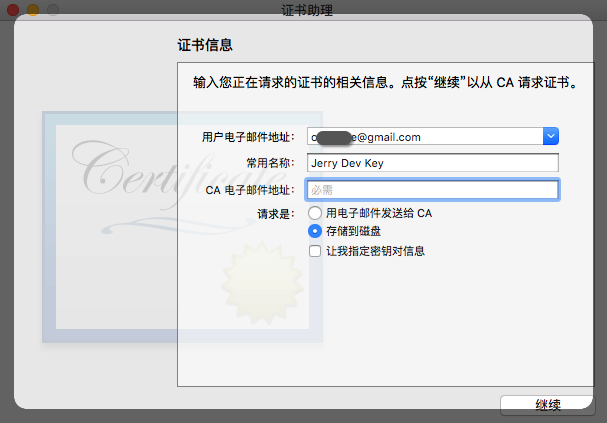 证书助理
证书信息
输入您正在请求的证书的相关信息。点按“继续”以从 CA 请求证书。
Certificate
用户电子邮件地址： e@gmail.com
常用名称： Jerry Dev Key
CA 电子邮件地址： 必需
请求是： 用电子邮件发送给 CA
存储到磁盘
让我指定密钥对信息
继续